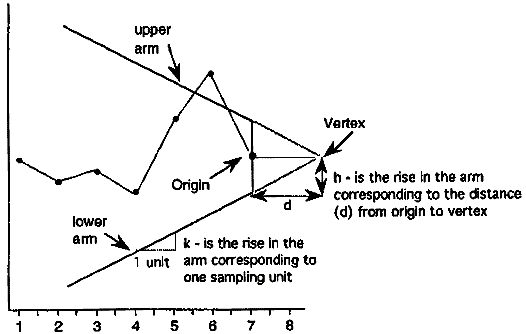 upper
arm
Vertex
Origin
h - is the rise in the arm
corresponding to the distance
(d) from origin to vertex
d
lower
arm
k - is the rise in the
arm corresponding to
one sampling unit
1 unit
1 2 3 4 5 6 7 8